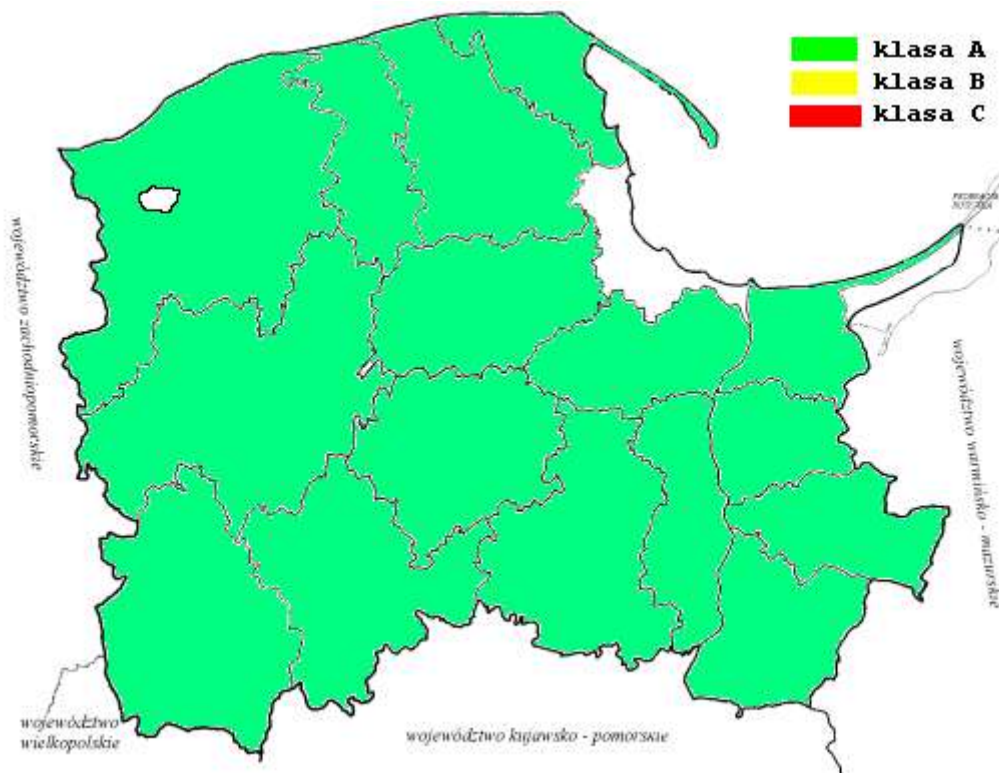 klasa A
klasa B
klasa C
województwo zachodniopomorskie
województwo warmińsko - mazurskie
województwo
wielkopolskie
województwo kujawsko - pomorskie